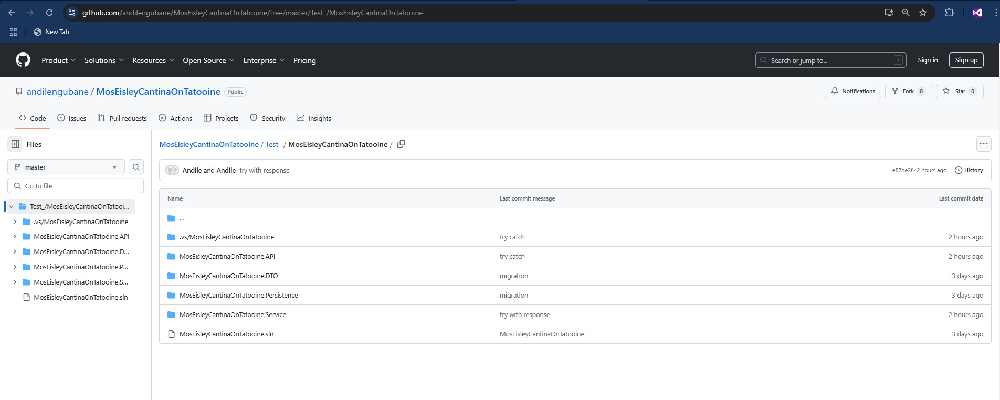 github.com/andilengubane/MosEisleyCantinaOnTatooine/tree/master/Test_/MosEisleyCantinaOnTatooine
New Tab
Product Solutions Resources Open Source Enterprise Pricing Search or jump to... / Sign in Sign up
andilengubane / MosEisleyCantinaOnTatooine Public Notifications Fork 0 Star 0
Code Issues Pull requests Actions Projects Security Insights
Files
master
Go to file
Test_/MosEisleyCantinaOnTatooi...
.vs/MosEisleyCantinaOnTatooine
MosEisleyCantinaOnTatooine.API
MosEisleyCantinaOnTatooine.D...
MosEisleyCantinaOnTatooine.P...
MosEisleyCantinaOnTatooine.S...
MosEisleyCantinaOnTatooine.sln
MosEisleyCantinaOnTatooine / Test_ / MosEisleyCantinaOnTatooine /
Andile and Andile try with response e87be2f · 2 hours ago History
Name Last commit message Last commit date
..
.vs/MosEisleyCantinaOnTatooine try catch 2 hours ago
MosEisleyCantinaOnTatooine.API try catch 2 hours ago
MosEisleyCantinaOnTatooine.DTO migration 3 days ago
MosEisleyCantinaOnTatooine.Persistence migration 3 days ago
MosEisleyCantinaOnTatooine.Service try with response 2 hours ago
MosEisleyCantinaOnTatooine.sln MosEisleyCantinaOnTatooine 3 days ago